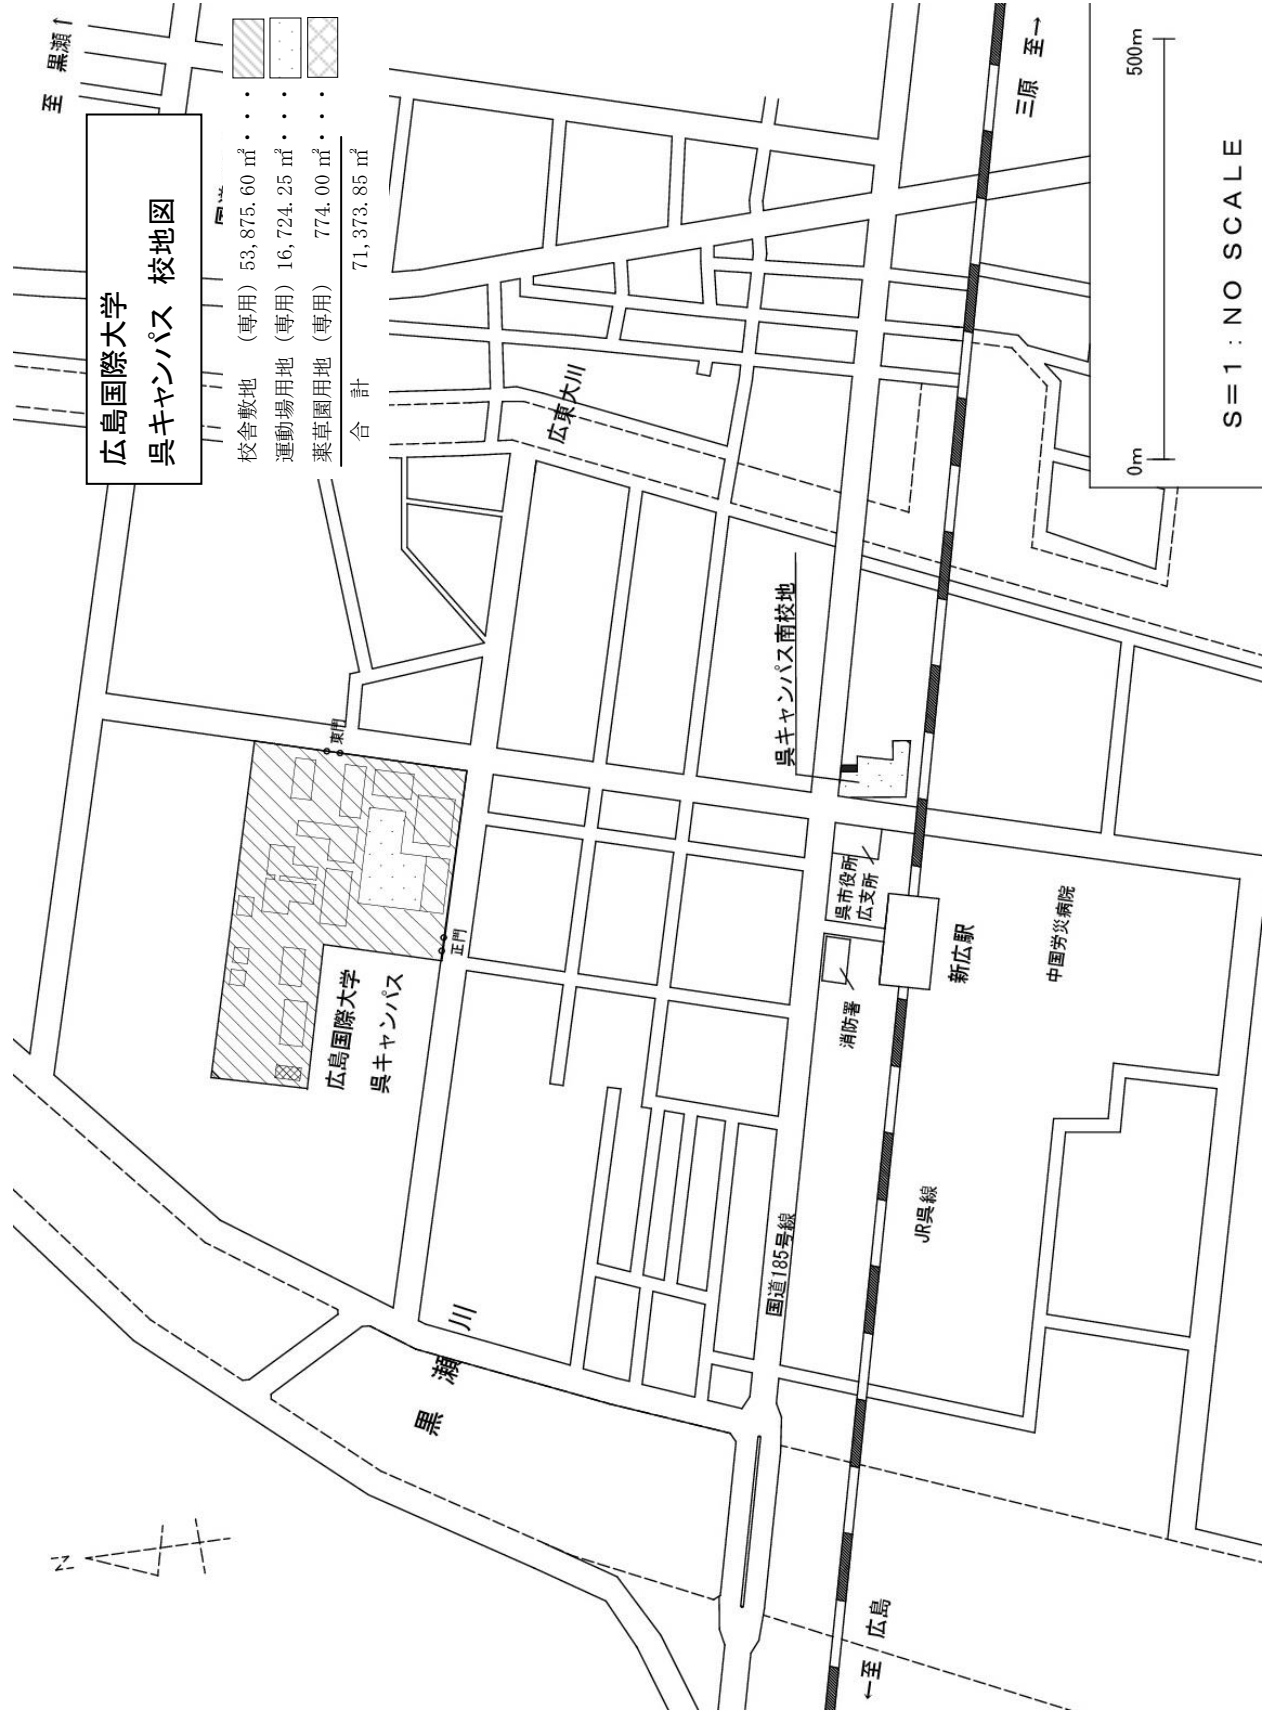 広島国際大学
呉キャンパス 校地図
校舎敷地 (専用) 53,875.60 ㎡・・・
運動場用地 (専用) 16,724.25 ㎡・・・
薬草園用地 (専用) 774.00 ㎡・・・
合 計 71,373.85 ㎡
至 黒瀬↑
三原 至→
500m
0m
S=1:NO SCALE
広東大川
呉キャンパス南校地
東門
正門
広島国際大学
呉キャンパス
呉市役所
広支所
消防署
新広駅
中国労災病院
JR呉線
国道185号線
黒瀬川
←至 広島
N